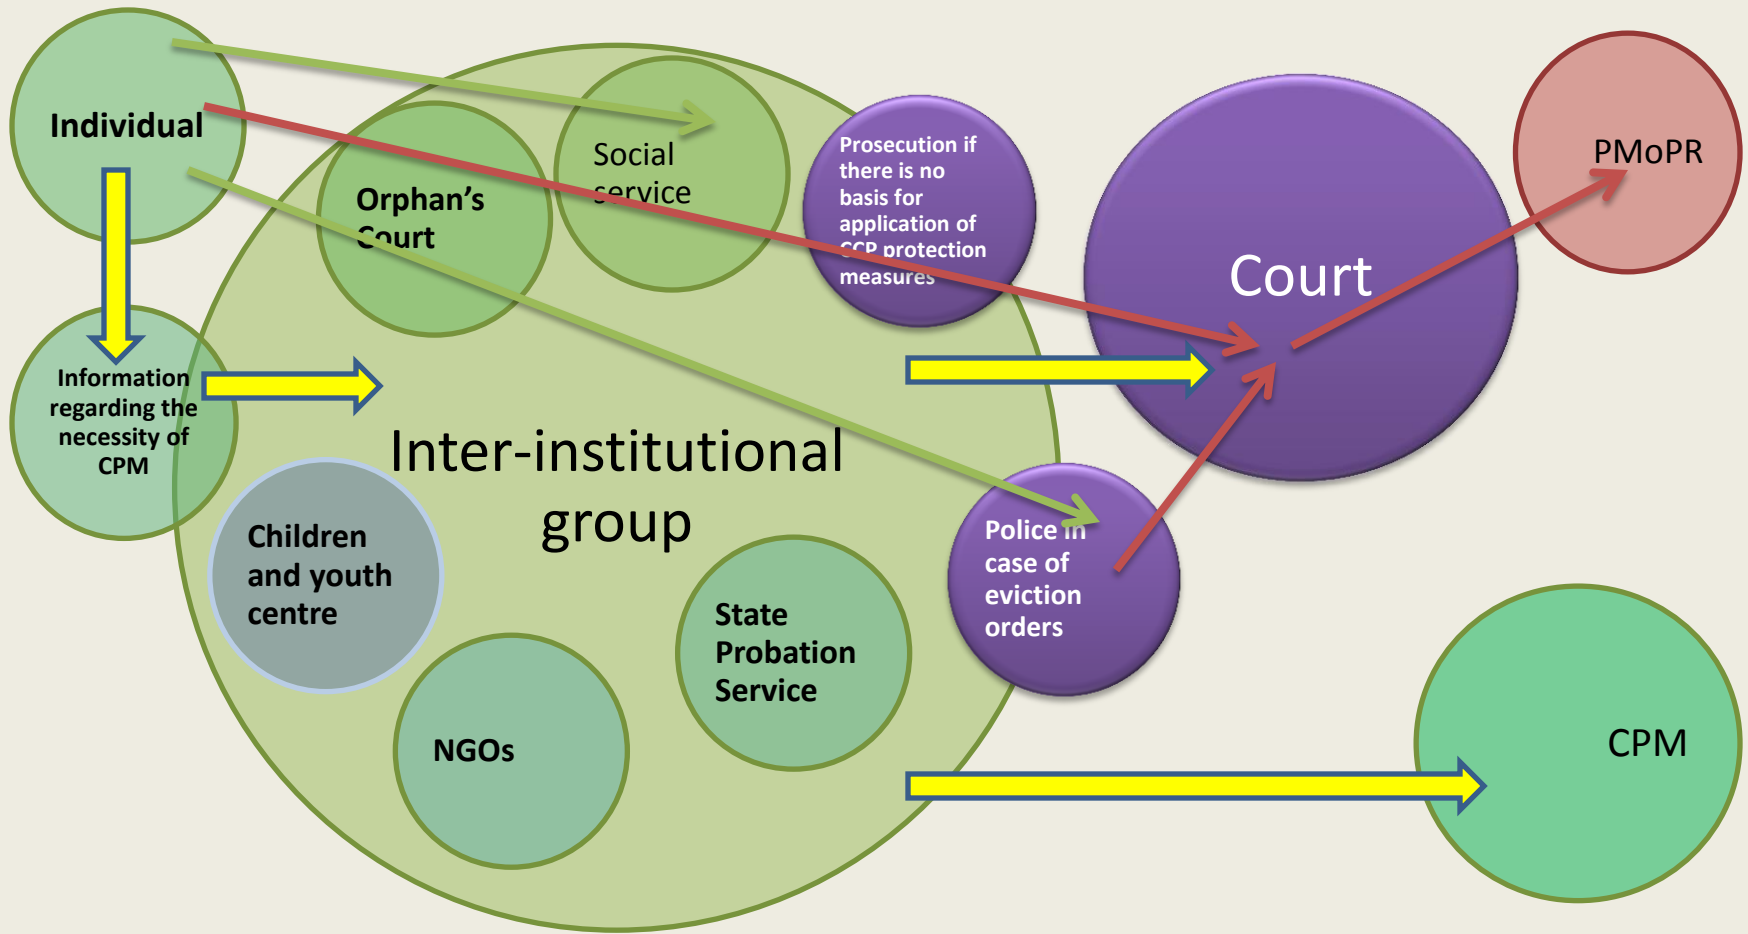 Individual
Information
regarding the
necessity of
CPM
Orphan's
Court
Social
service
Prosecution if
there is no
basis for
application of
CCP protection
measures
Court
PMoPR
Inter-institutional
group
Children
and youth
centre
NGOs
State
Probation
Service
Police in
case of
eviction
orders
CPM